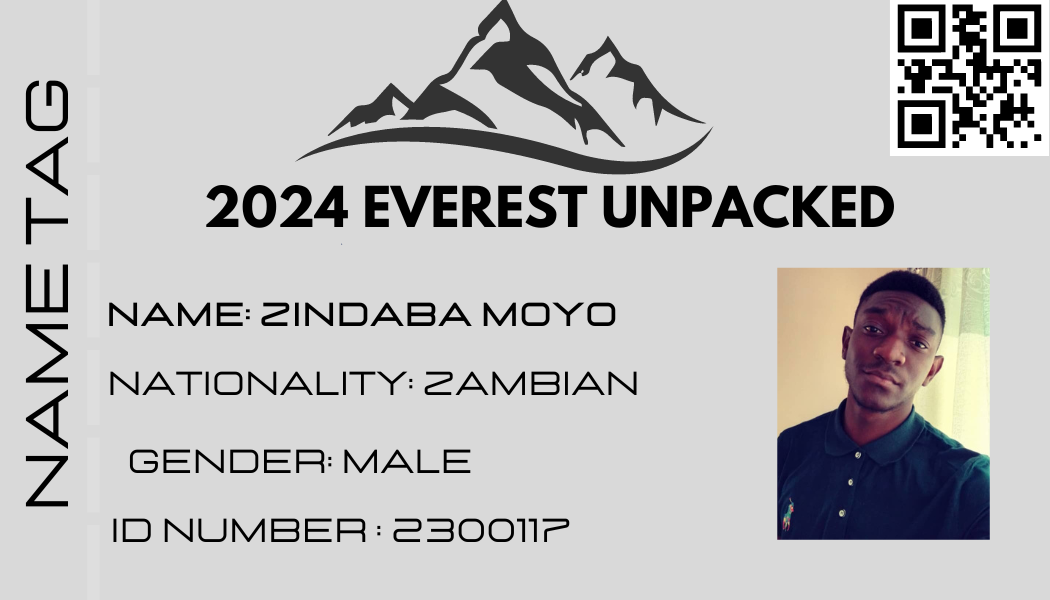 NAME TAG
2024 EVEREST UNPACKED
NAME: ZINDABA MOYO
NATIONALITY: ZAMBIAN
GENDER: MALE
ID NUMBER : 2300117